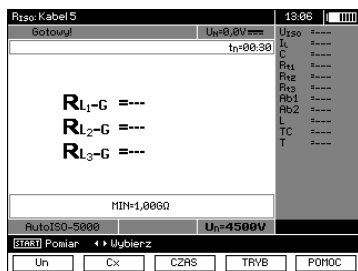 RISO: Kabel 5 13:06
Gotowy! UN=0,0V
tn=00:30
RL1-G =---
RL2-G =---
RL3-G =---
MIN=1,00GΩ
AutoISO-5000 Un=4500V
UISO =---
IL =---
C =---
Rt1 =---
Rt2 =---
Rt3 =---
Ab1 =---
Ab2 =---
L =---
TC =---
T =---
START Pomiar Wybierz
Un Cx CZAS TRYB POMOC